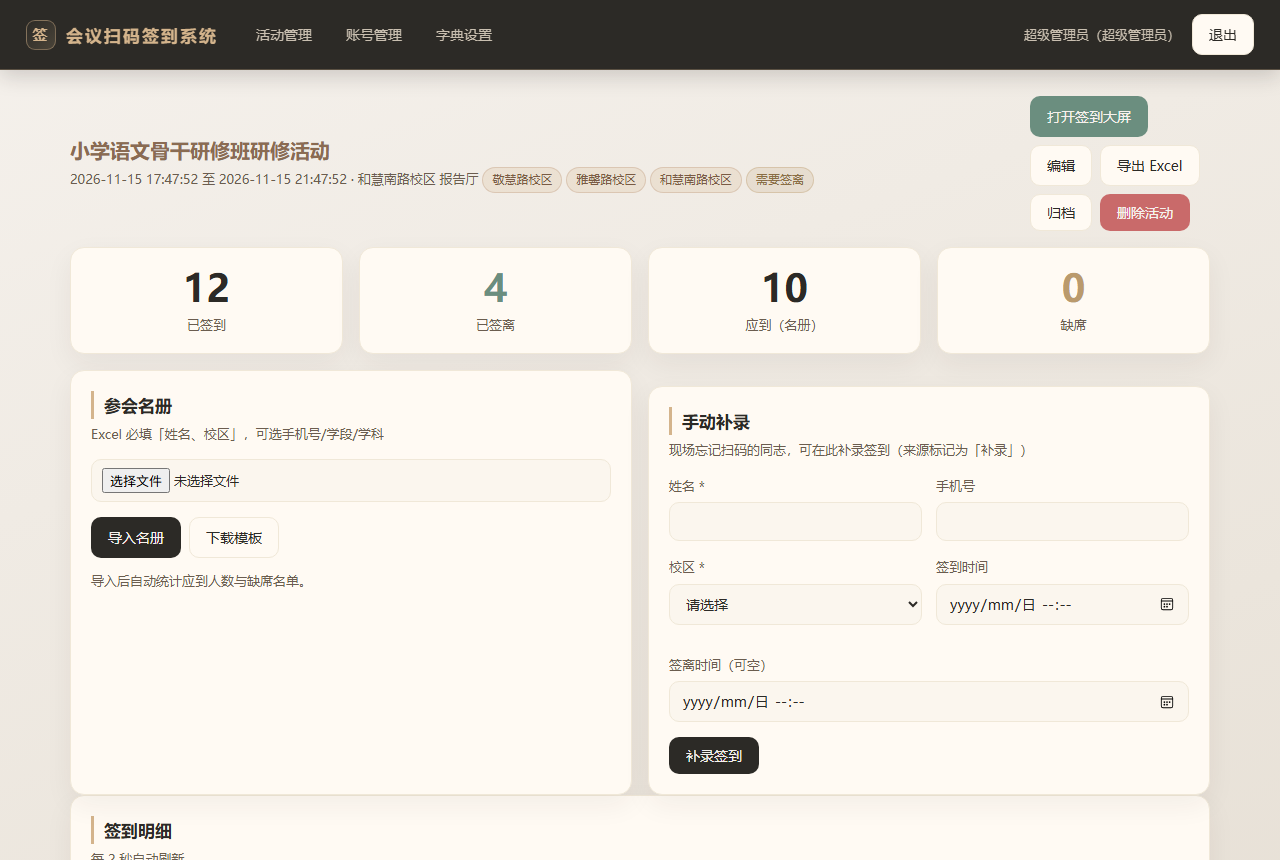 签 会议扫码签到系统 活动管理 账号管理 字典设置 超级管理员（超级管理员） 退出
打开签到大屏
小学语文骨干研修班研修活动
2026-11-15 17:47:52 至 2026-11-15 21:47:52 · 和慧南路校区 报告厅 敬慧路校区 雅馨路校区 和慧南路校区 需要签离
编辑 导出 Excel
归档 删除活动
12 4 10 0
已签到 已签离 应到（名册） 缺席
参会名册
Excel 必填「姓名、校区」，可选手机号/学段/学科
选择文件 未选择文件
导入名册 下载模板
导入后自动统计应到人数与缺席名单。
手动补录
现场忘记扫码的同志，可在此补录签到（来源标记为「补录」）
姓名 * 手机号
校区 * 签到时间
请选择 yyyy/mm/日 --:--
签离时间（可空）
yyyy/mm/日 --:--
补录签到
签到明细
每 2 秒自动刷新